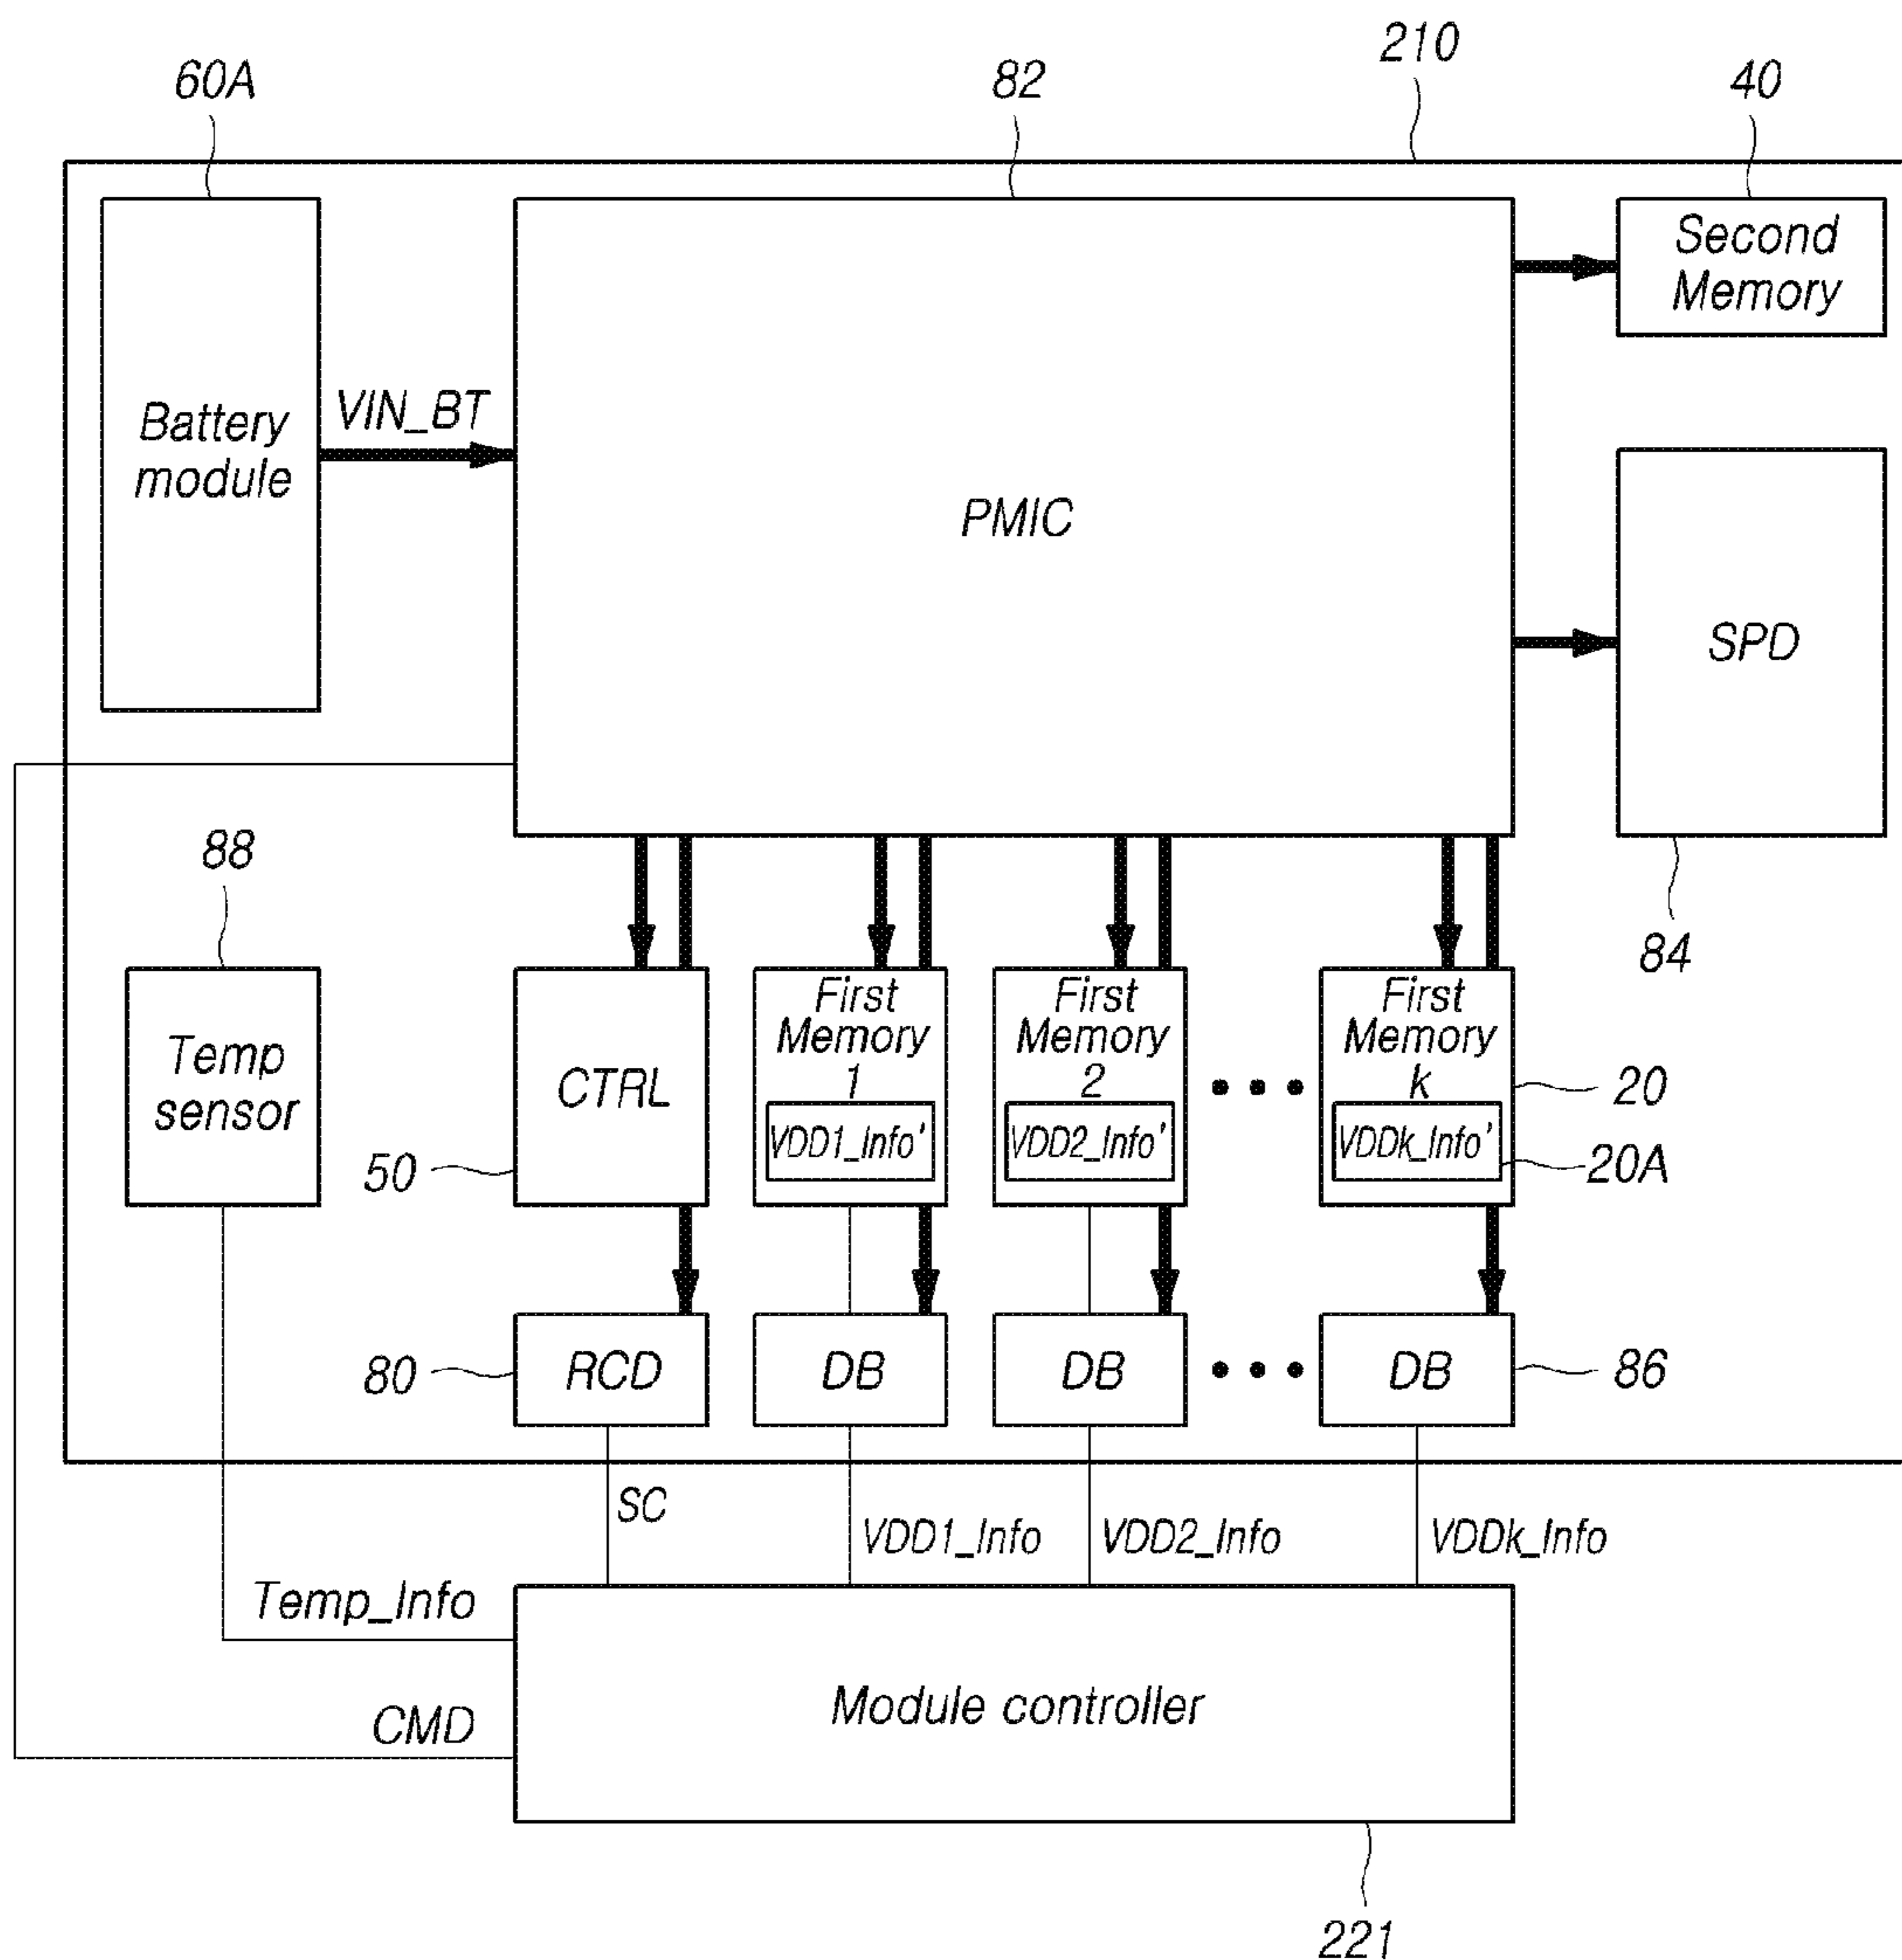 210
60A
82
40
Second
Memory
VIN_BT
Battery
module
PMIC
SPD
88
84
First
Memory
1
First
Memory
2
First
Memory
k
Temp
sensor
CTRL
20
VDD1_Info'
VDD2_Info'
VDDk_Info'
50
20A
80
RCD
DB
DB
DB
86
SC
VDD1_Info
VDD2_Info
VDDk_Info
Temp_Info
CMD
Module controller
221